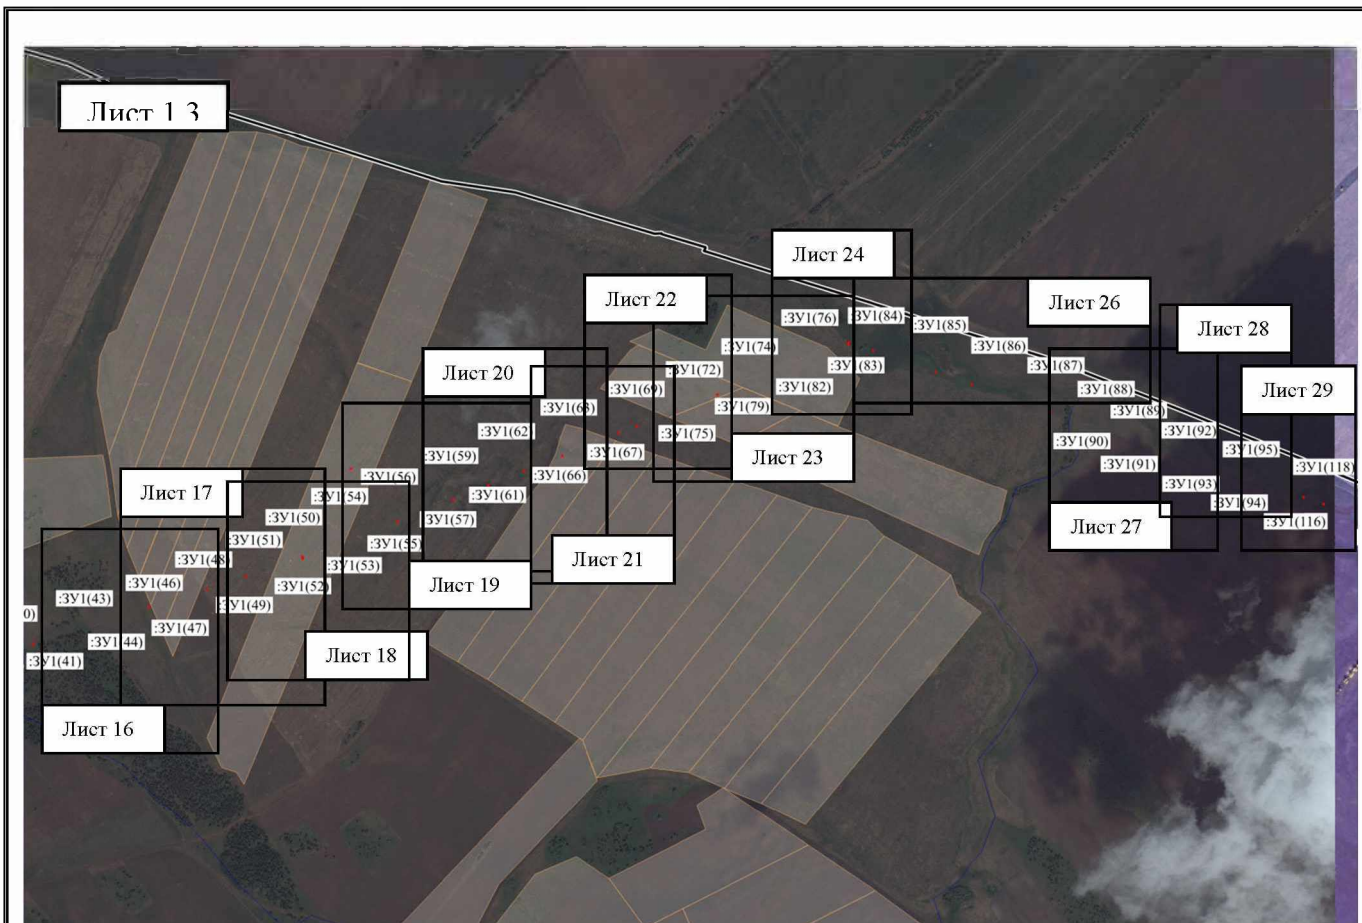 Лист 1 3
Лист 24
Лист 22
Лист 26
:ЗУ1(76)
:ЗУ1(84)
:ЗУ1(85)
Лист 28
:ЗУ1(74)
:ЗУ1(86)
Лист 20
:ЗУ1(72)
:ЗУ1(83)
:ЗУ1(87)
:ЗУ1(69)
:ЗУ1(82)
:ЗУ1(88)
Лист 29
:ЗУ1(79)
:ЗУ1(89)
:ЗУ1(62)
:ЗУ1(75)
:ЗУ1(92)
:ЗУ1(90)
:ЗУ1(95)
:ЗУ1(59)
:ЗУ1(67)
Лист 23
:ЗУ1(91)
:ЗУ1(118)
:ЗУ1(56)
:ЗУ1(66)
:ЗУ1(93)
Лист 17
:ЗУ1(54)
:ЗУ1(61)
:ЗУ1(94)
:ЗУ1(50)
:ЗУ1(57)
Лист 27
:ЗУ1(116)
:ЗУ1(51)
:ЗУ1(55)
Лист 21
:ЗУ1(48)
:ЗУ1(53)
:ЗУ1(46)
:ЗУ1(52)
Лист 19
:ЗУ1(43)
:ЗУ1(49)
0)
:ЗУ1(47)
:ЗУ1(44)
:ЗУ1(41)
Лист 18
Лист 16